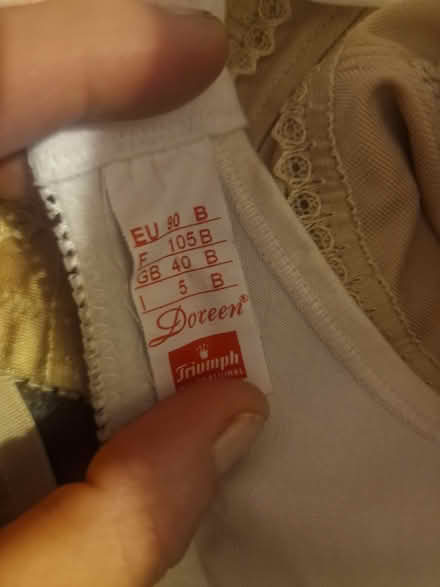 EU 90 B
F 105 B
GB 40 B
I 5 B
Doreen®
Triumph